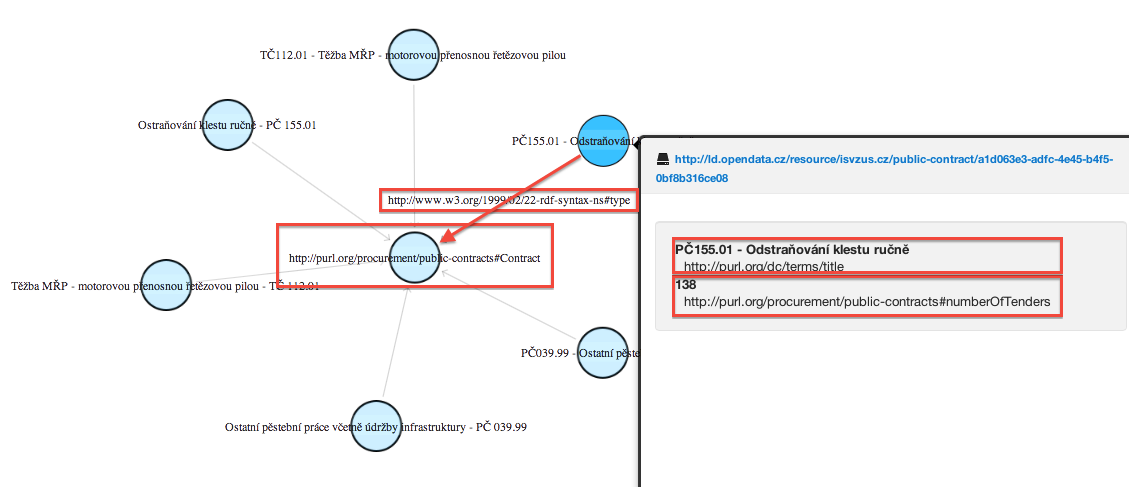 TČ112.01 - Těžba MŘP - motorovou přenosnou řetězovou pilou
Ostraňování klestu ručně - PČ 155.01
PČ155.01 - Odstraňování
http://www.w3.org/1999/02/22-rdf-syntax-ns#type
http://purl.org/procurement/public-contracts#Contract
Těžba MŘP - motorovou přenosnou řetězovou pilou - TČ 112.01
PČ039.99 - Ostatní pěste
Ostatní pěstební práce včetně údržby infrastruktury - PČ 039.99
http://ld.opendata.cz/resource/isvzus.cz/public-contract/a1d063e3-adfc-4e45-b4f5-
0bf8b316ce08
PČ155.01 - Odstraňování klestu ručně
http://purl.org/dc/terms/title
138
http://purl.org/procurement/public-contracts#numberOfTenders